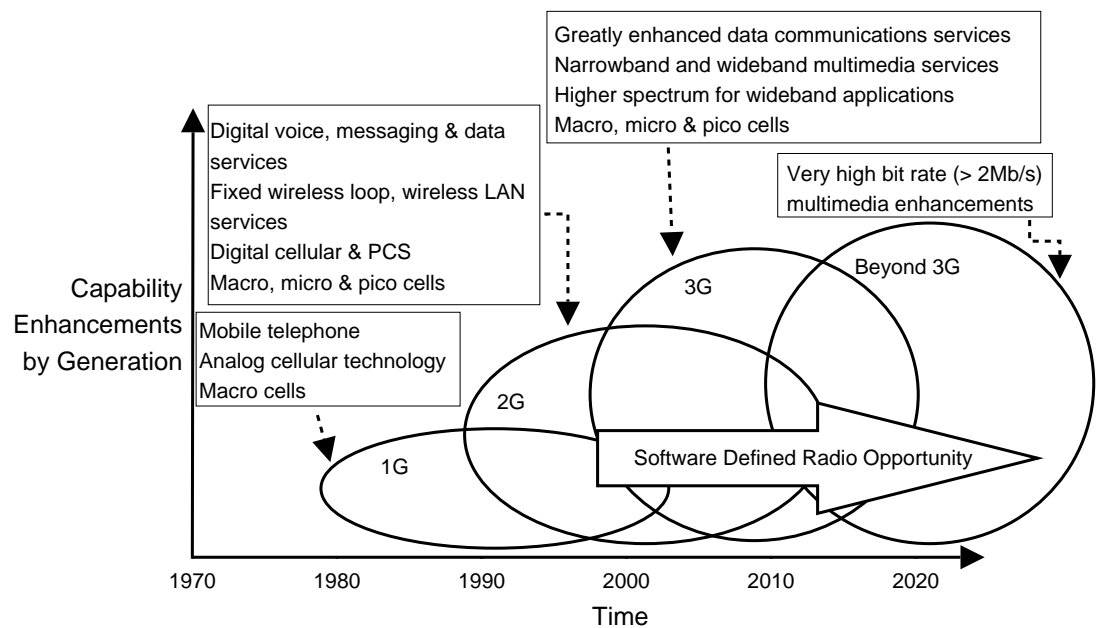 Greatly enhanced data communications services
Narrowband and wideband multimedia services
Higher spectrum for wideband applications
Macro, micro & pico cells
Digital voice, messaging & data
services
Fixed wireless loop, wireless LAN
services
Digital cellular & PCS
Macro, micro & pico cells
Very high bit rate (> 2Mb/s)
multimedia enhancements
Capability
Enhancements
by Generation
Mobile telephone
Analog cellular technology
Macro cells
Beyond 3G
3G
2G
1G
Software Defined Radio Opportunity
1970
1980
1990
2000
2010
2020
Time